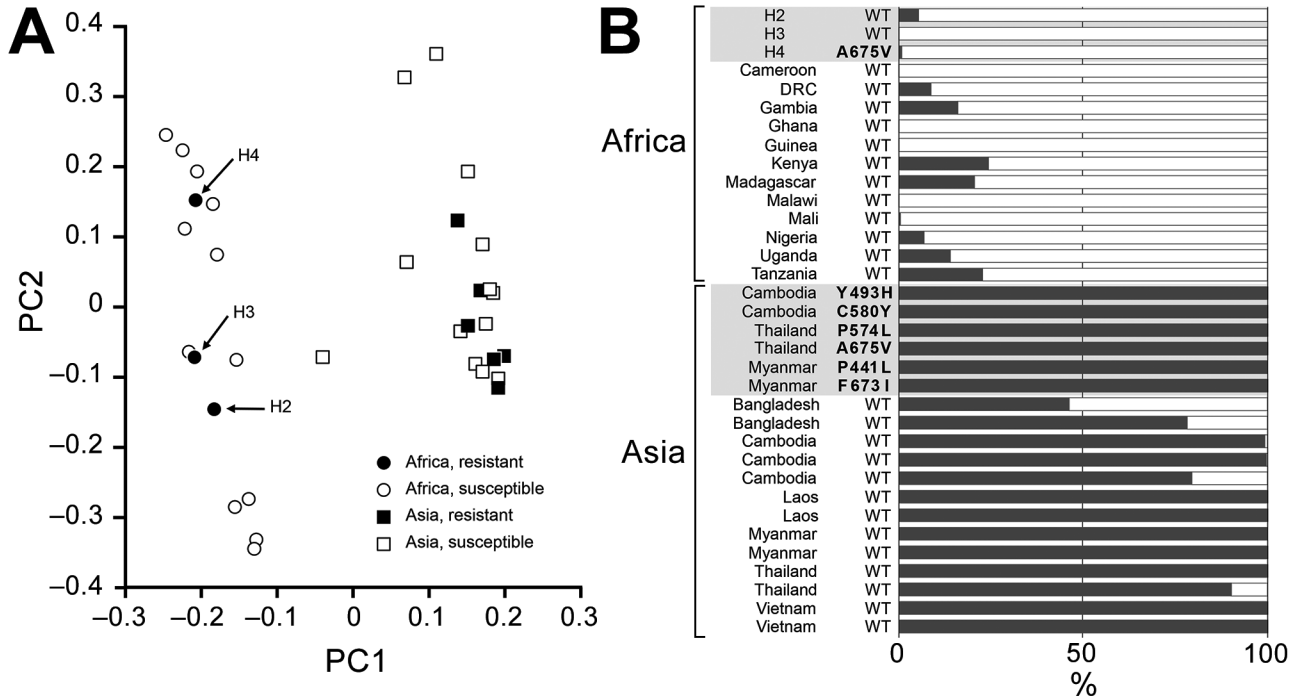 A
0.4
0.3
0.2
0.1
0
–0.1
–0.2
–0.3
–0.4
PC2
H4
H3
H2
Africa, resistant
Africa, susceptible
Asia, resistant
Asia, susceptible
–0.3 –0.2 –0.1 0 0.1 0.2 0.3
PC1
B
Africa
H2 WT
H3 WT
H4 A675V
Cameroon WT
DRC WT
Gambia WT
Ghana WT
Guinea WT
Kenya WT
Madagascar WT
Malawi WT
Mali WT
Nigeria WT
Uganda WT
Tanzania WT
Asia
Cambodia Y493H
Cambodia C580Y
Thailand P574L
Thailand A675V
Myanmar P441L
Myanmar F673I
Bangladesh WT
Bangladesh WT
Cambodia WT
Cambodia WT
Cambodia WT
Laos WT
Laos WT
Myanmar WT
Myanmar WT
Thailand WT
Thailand WT
Vietnam WT
Vietnam WT
0 50 100
%